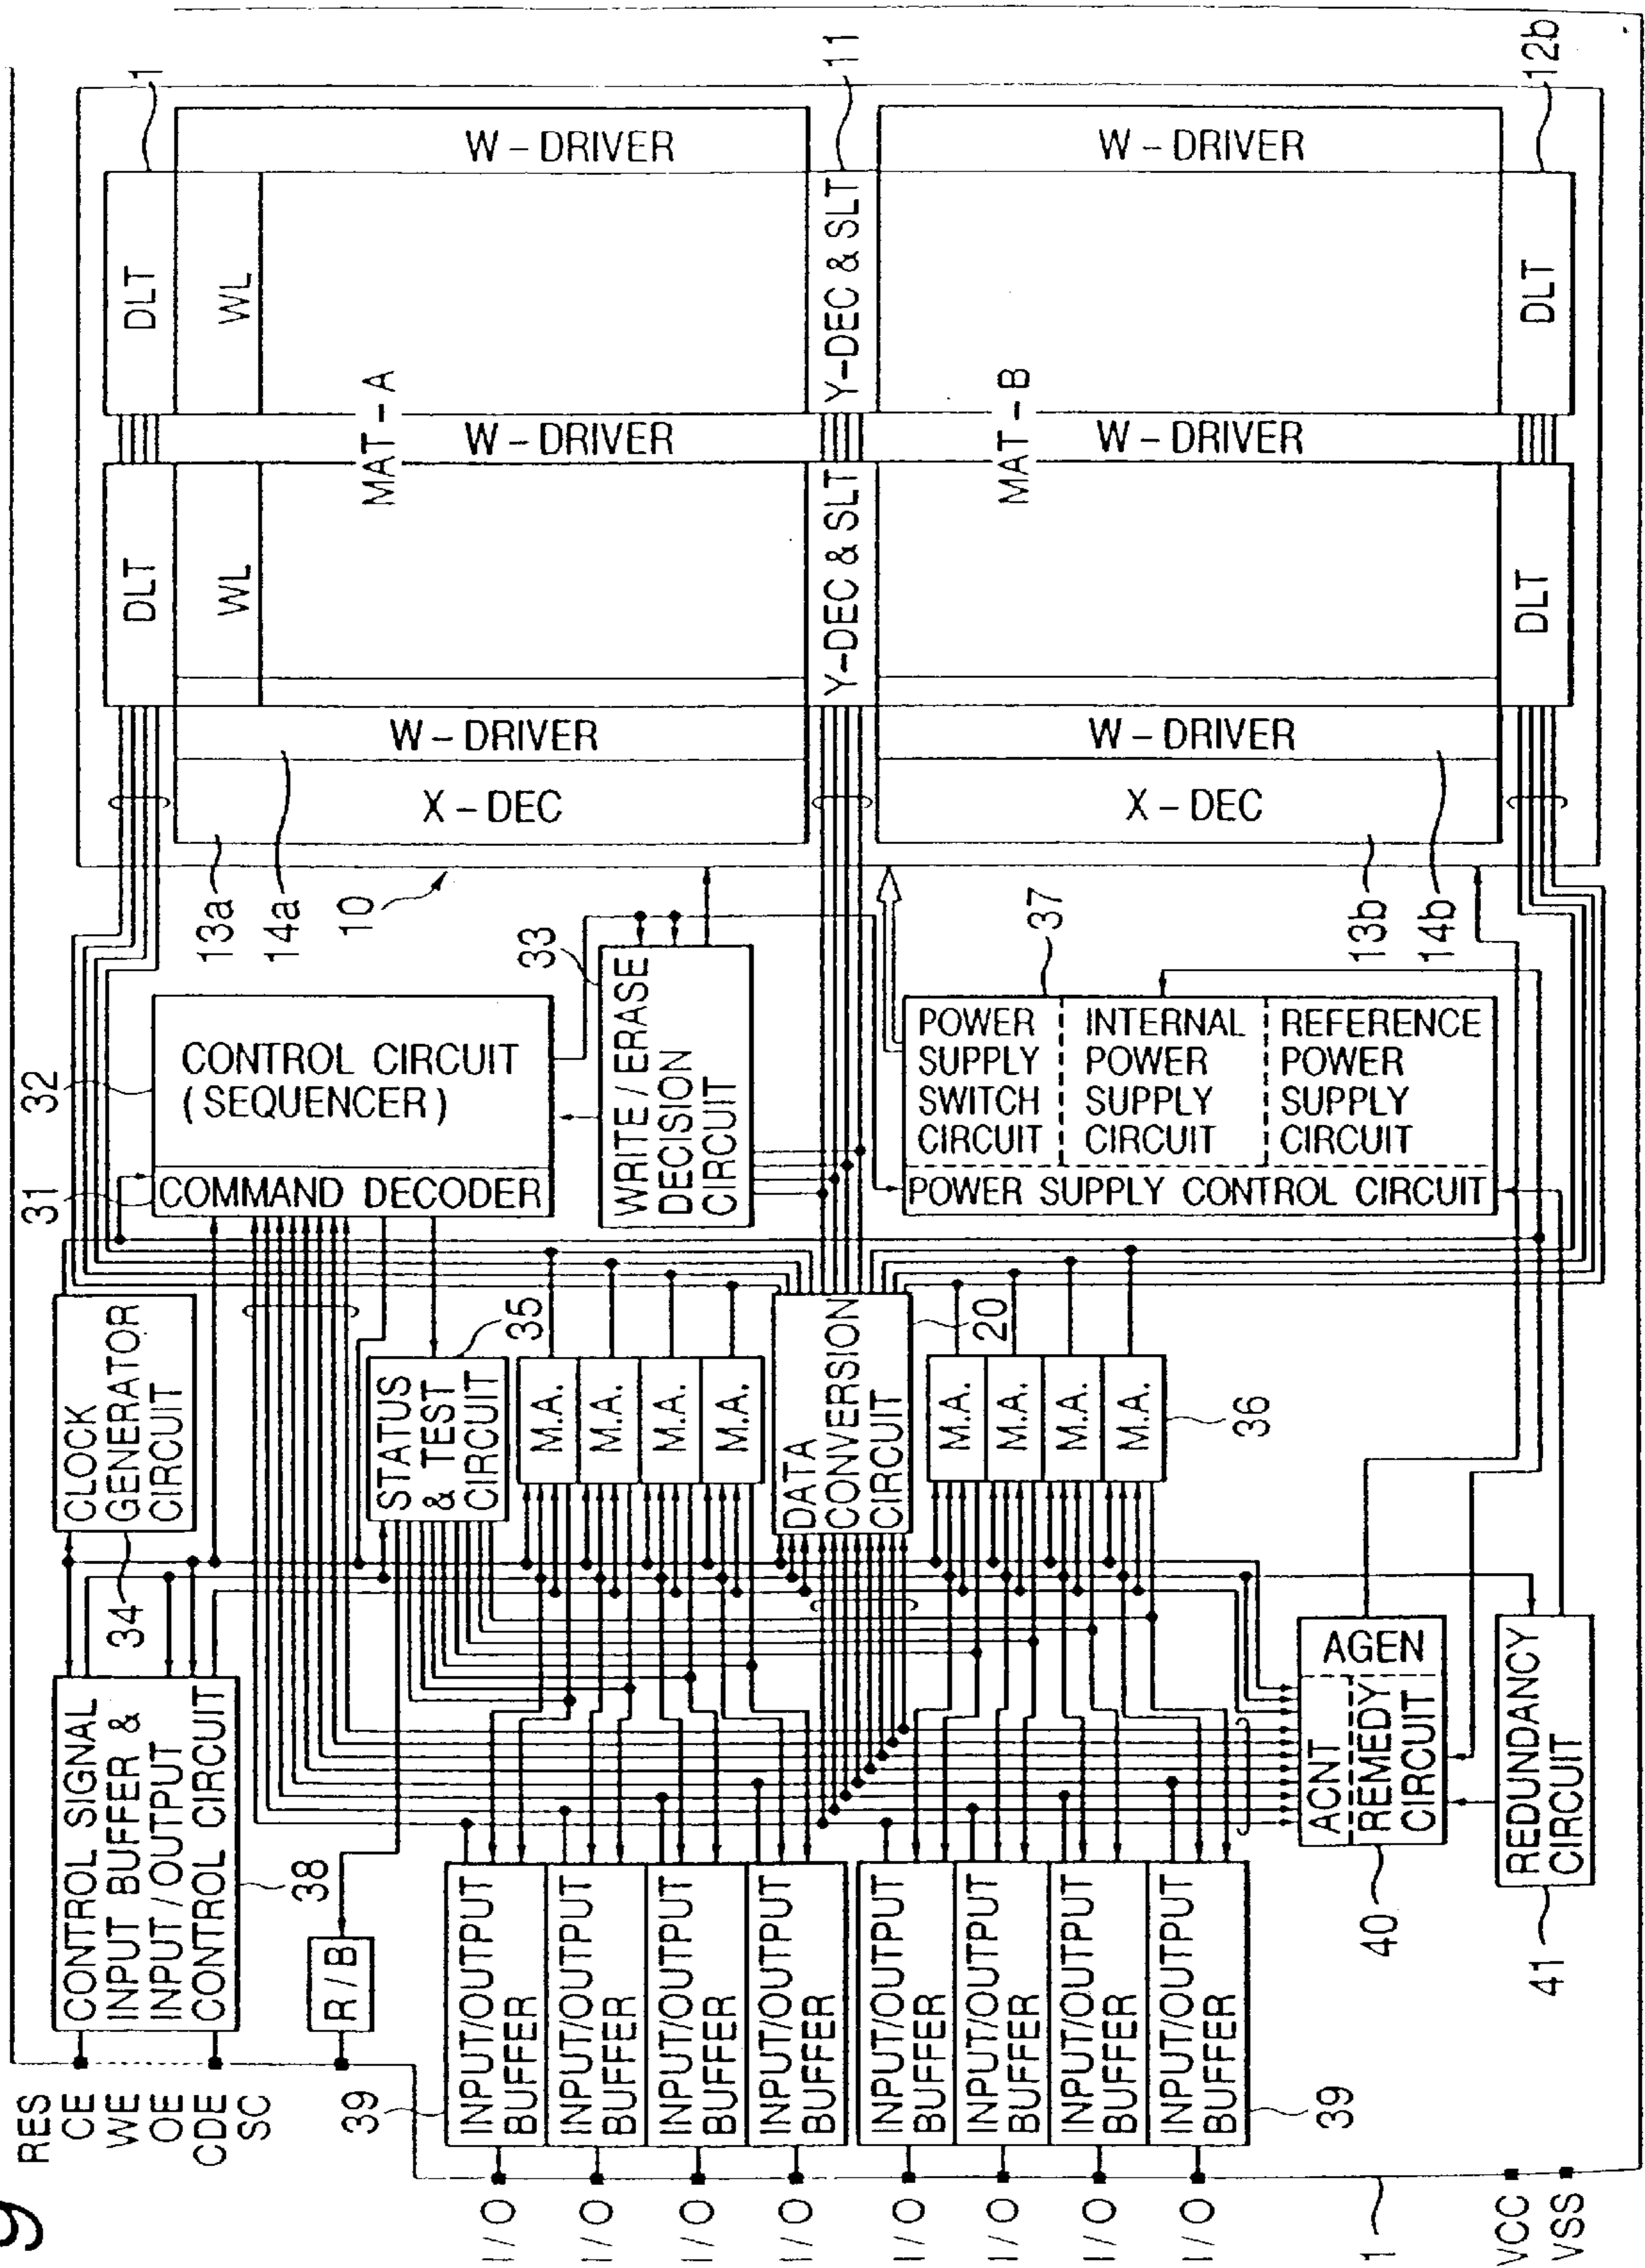 9
RES
CE
WE
OE
CDE
SC
CONTROL SIGNAL
INPUT BUFFER &
INPUT/OUTPUT
CONTROL CIRCUIT
38
34
CLOCK
GENERATOR
CIRCUIT
R/B
31
32
CONTROL CIRCUIT
(SEQUENCER)
COMMAND DECODER
STATUS
& TEST
CIRCUIT
35
33
WRITE/ERASE
DECISION
CIRCUIT
13a
14a
10
DLT
DLT
1
WL
WL
X-DEC
W-DRIVER
W-DRIVER
W-DRIVER
MAT-A
39
I/O
INPUT/OUTPUT
BUFFER
I/O
INPUT/OUTPUT
BUFFER
I/O
INPUT/OUTPUT
BUFFER
I/O
INPUT/OUTPUT
BUFFER
M.A.
M.A.
M.A.
M.A.
DATA
CONVERSION
CIRCUIT
20
Y-DEC & SLT
Y-DEC & SLT
11
I/O
INPUT/OUTPUT
BUFFER
I/O
INPUT/OUTPUT
BUFFER
I/O
INPUT/OUTPUT
BUFFER
I/O
INPUT/OUTPUT
BUFFER
39
M.A.
M.A.
M.A.
M.A.
36
37
POWER
SUPPLY
SWITCH
CIRCUIT
INTERNAL
POWER
SUPPLY
CIRCUIT
REFERENCE
POWER
SUPPLY
CIRCUIT
POWER SUPPLY CONTROL CIRCUIT
MAT-B
X-DEC
W-DRIVER
W-DRIVER
W-DRIVER
13b
14b
DLT
DLT
12b
1
ACNT
AGEN
REMEDY
CIRCUIT
40
REDUNDANCY
CIRCUIT
41
VCC
VSS